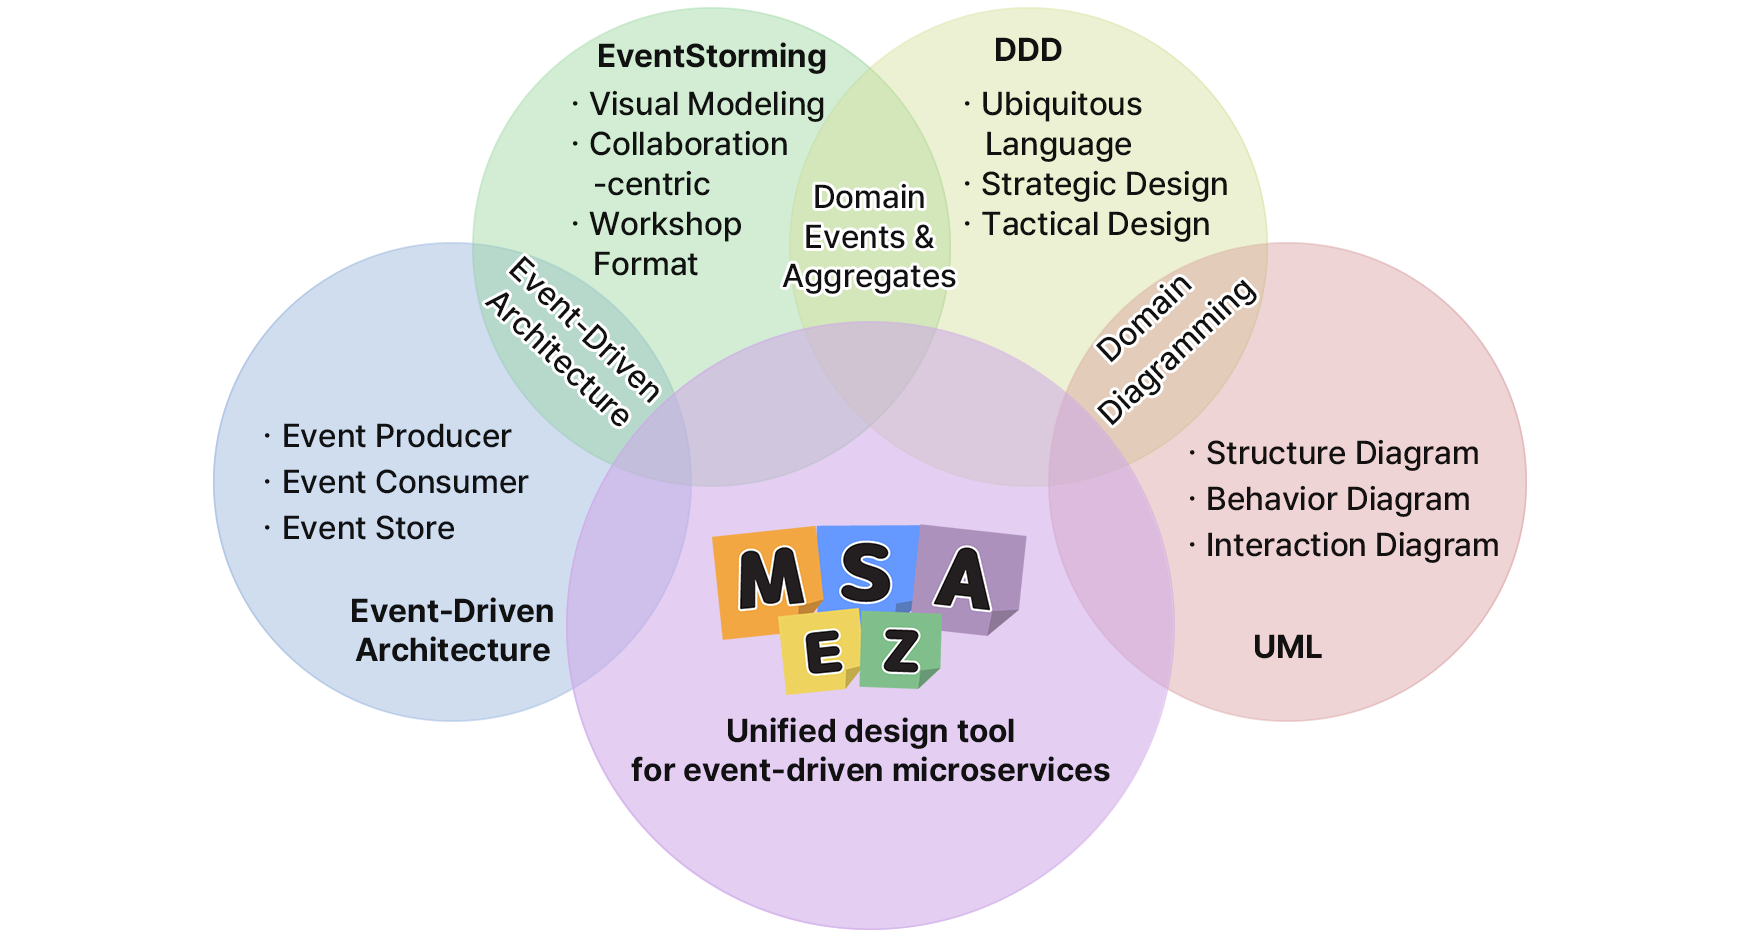 EventStorming
· Visual Modeling
· Collaboration
-centric
· Workshop
Format
DDD
· Ubiquitous
Language
· Strategic Design
· Tactical Design
Domain
Events &
Aggregates
Event-Driven
Architecture
Domain
Diagramming
· Event Producer
· Event Consumer
· Event Store
Event-Driven
Architecture
· Structure Diagram
· Behavior Diagram
· Interaction Diagram
UML
MSA
EZ
Unified design tool
for event-driven microservices